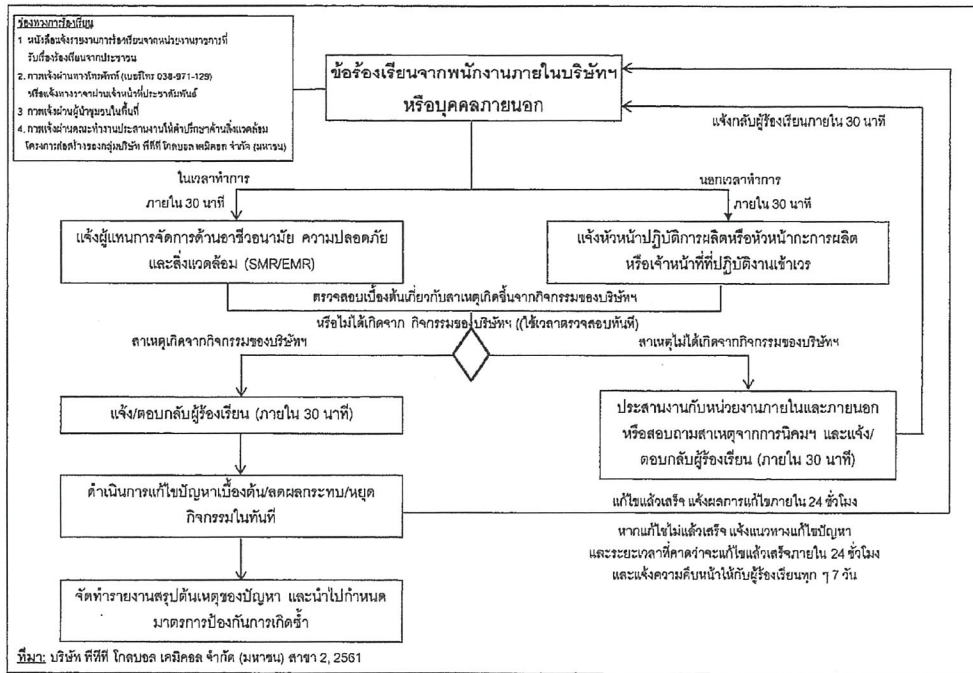 ช่องทางการร้องเรียน
1 หนังสือแจ้งรายงานการร้องเรียนจากหน่วยงานราชการที่
รับเรื่องร้องเรียนจากประชาชน
2. การแจ้งผ่านทางโทรศัพท์ (เบอร์โทร 038-971-129)
หรือแจ้งทางวาจาผ่านเจ้าหน้าที่ประชาสัมพันธ์
3 การแจ้งผ่านผู้นำชุมชนในพื้นที่
4. การแจ้งผ่านคณะทำงานประสานงานให้คำปรึกษาด้านสิ่งแวดล้อม
โครงการก่อสร้างของกลุ่มบริษัท พีทีที โกลบอล เคมิคอล จำกัด (มหาชน)
ข้อร้องเรียนจากพนักงานภายในบริษัทฯ
หรือบุคคลภายนอก
แจ้งกลับผู้ร้องเรียนภายใน 30 นาที
ในเวลาทำการ
ภายใน 30 นาที
นอกเวลาทำการ
ภายใน 30 นาที
แจ้งผู้แทนการจัดการด้านอาชีวอนามัย ความปลอดภัย
และสิ่งแวดล้อม (SMR/EMR)
แจ้งหัวหน้าปฏิบัติการผลิตหรือหัวหน้ากะการผลิต
หรือเจ้าหน้าที่ที่ปฏิบัติงานเข้าเวร
ตรวจสอบเบื้องต้นเกี่ยวกับสาเหตุเกิดขึ้นจากกิจกรรมของบริษัทฯ
หรือไม่ได้เกิดจาก กิจกรรมของบริษัทฯ ((ใช้เวลาตรวจสอบทันที)
สาเหตุเกิดจากกิจกรรมของบริษัทฯ
สาเหตุไม่ได้เกิดจากกิจกรรมของบริษัทฯ
แจ้ง/ตอบกลับผู้ร้องเรียน (ภายใน 30 นาที)
ประสานงานกับหน่วยงานภายในและภายนอก
หรือสอบถามสาเหตุจากการนิคมฯ และแจ้ง/
ตอบกลับผู้ร้องเรียน (ภายใน 30 นาที)
ดำเนินการแก้ไขปัญหาเบื้องต้น/ลดผลกระทบ/หยุด
กิจกรรมในทันที
แก้ไขแล้วเสร็จ แจ้งผลการแก้ไขภายใน 24 ชั่วโมง
หากแก้ไขไม่แล้วเสร็จ แจ้งแนวทางแก้ไขปัญหา
และระยะเวลาที่คาดว่าจะแก้ไขแล้วเสร็จภายใน 24 ชั่วโมง
และแจ้งความคืบหน้าให้กับผู้ร้องเรียนทุก ๆ 7 วัน
จัดทำรายงานสรุปต้นเหตุของปัญหา และนำไปกำหนด
มาตรการป้องกันการเกิดซ้ำ
ที่มา: บริษัท พีทีที โกลบอล เคมิคอล จำกัด (มหาชน) สาขา 2, 2561